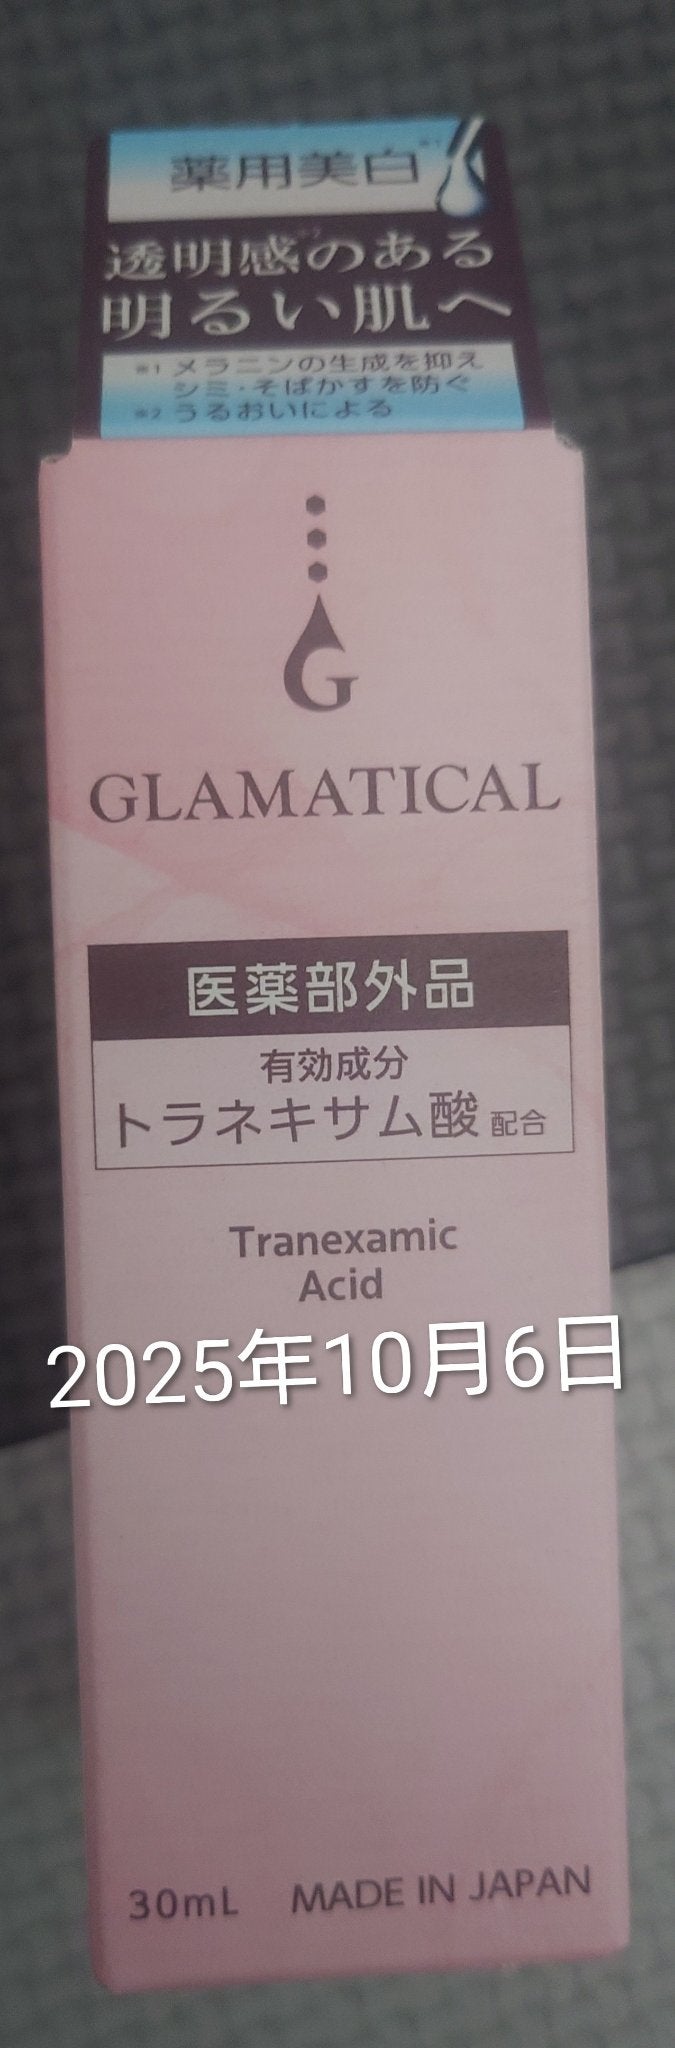 薬用美白※1
透明感※2のある
明るい肌へ
※1 メラニンの生成を抑え
シミ・そばかすを防ぐ
※2 うるおいによる
G
GLAMATICAL
医薬部外品
有効成分
トラネキサム酸 配合
Tranexamic
Acid
2025年10月6日
30mL MADE IN JAPAN